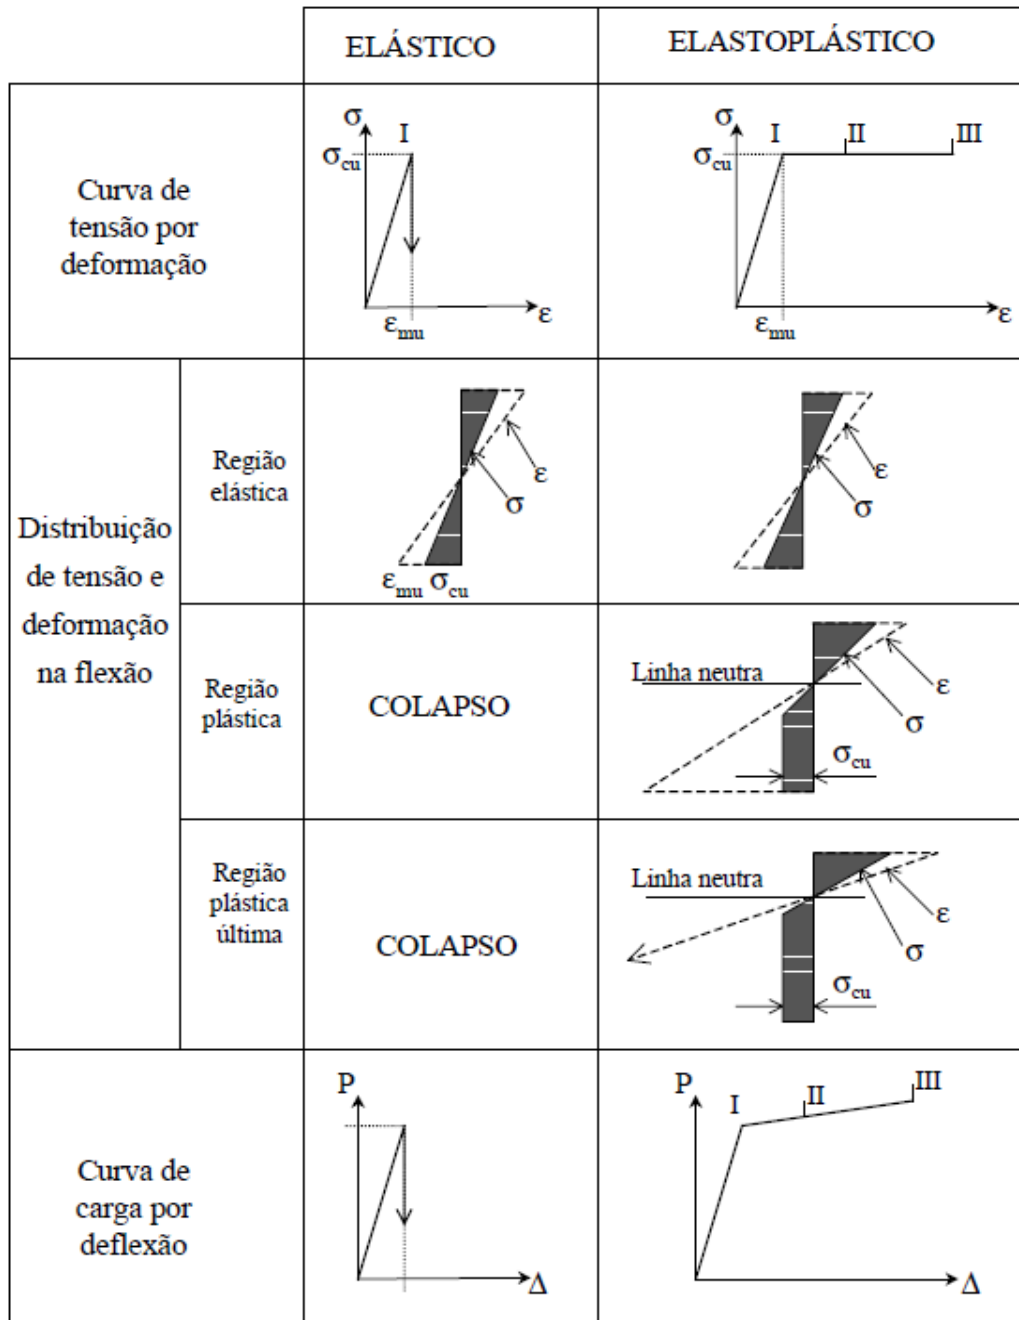 ELÁSTICO
ELASTOPLÁSTICO
Curva de
tensão por
deformação
σ
I
σcu
εmu
ε
σ
I
II
III
σcu
εmu
ε
Distribuição
de tensão e
deformação
na flexão
Região
elástica
ε
σ
εmu σcu
ε
σ
Região
plástica
COLAPSO
Linha neutra
ε
σ
σcu
Região
plástica
última
COLAPSO
Linha neutra
ε
σ
σcu
Curva de
carga por
deflexão
P
Δ
P
I
II
III
Δ